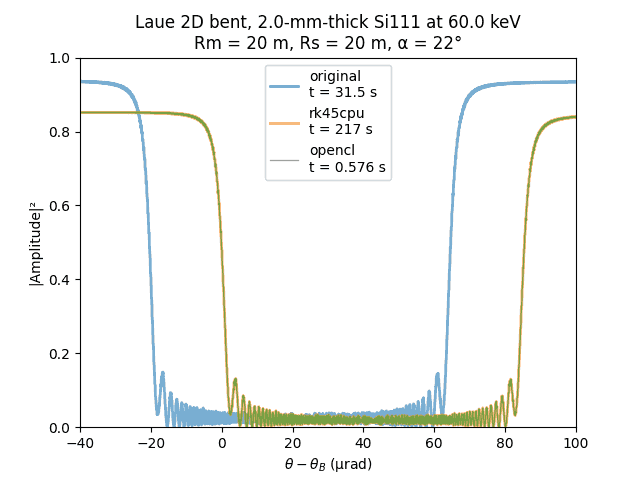 Laue 2D bent, 2.0-mm-thick Si111 at 60.0 keV
Rm = 20 m, Rs = 20 m, α = 22°
original
t = 31.5 s
rk45cpu
t = 217 s
opencl
t = 0.576 s
|Amplitude|²
1.0
0.8
0.6
0.4
0.2
0.0
−40 −20 0 20 40 60 80 100
θ − θ_B (μrad)